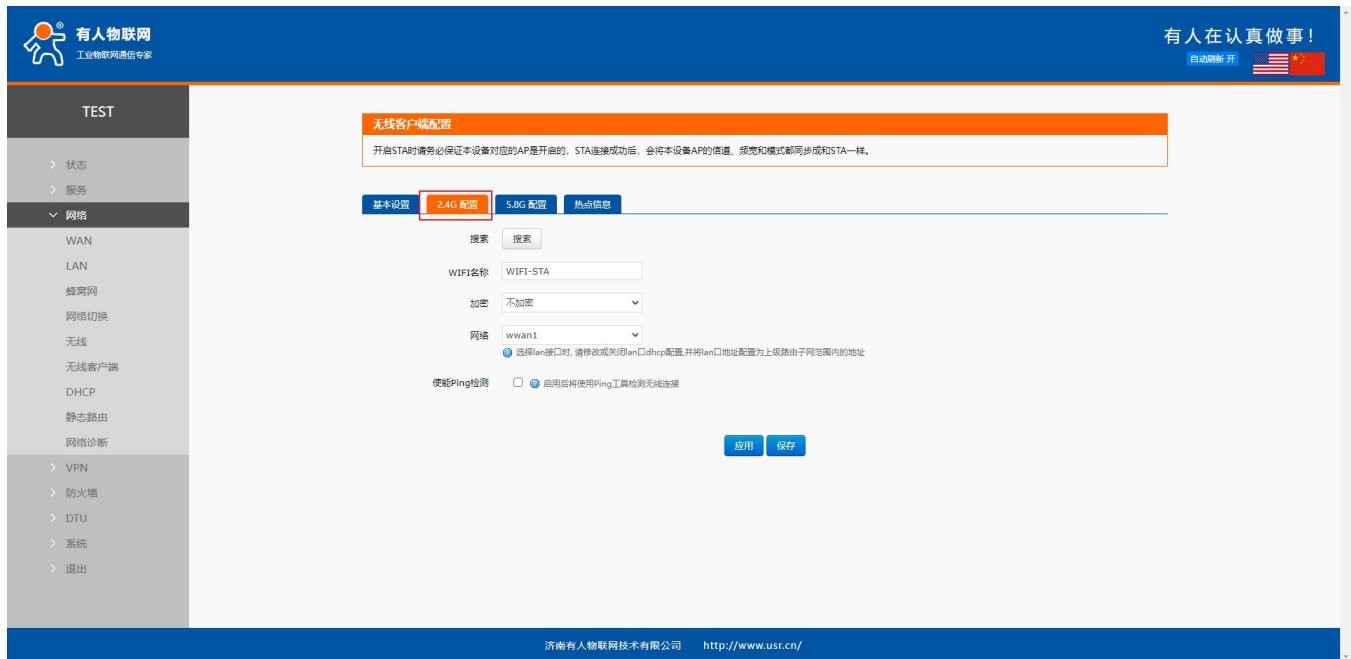 有人物联网
®
工业物联网通信专家
有人在认真做事！
自动刷新 开
TEST
状态
服务
网络
WAN
LAN
蜂窝网
网络切换
无线
无线客户端
DHCP
静态路由
网络诊断
VPN
防火墙
DTU
系统
退出
无线客户端配置
开启STA时请务必保证本设备对应的AP是开启的，STA连接成功后，会将本设备AP的信道、频宽和模式都同步成和STA一样。
基本设置 2.4G 配置 5.8G 配置 热点信息
搜索 搜索
WIFI名称 WIFI-STA
加密 不加密
网络 wwan1
选择lan接口时, 请修改或关闭lan口dhcp配置,并将lan口地址配置为上级路由子网范围内的地址
使能Ping检测 启用后将使用Ping工具检测无线连接
应用 保存
济南有人物联网技术有限公司 http://www.usr.cn/